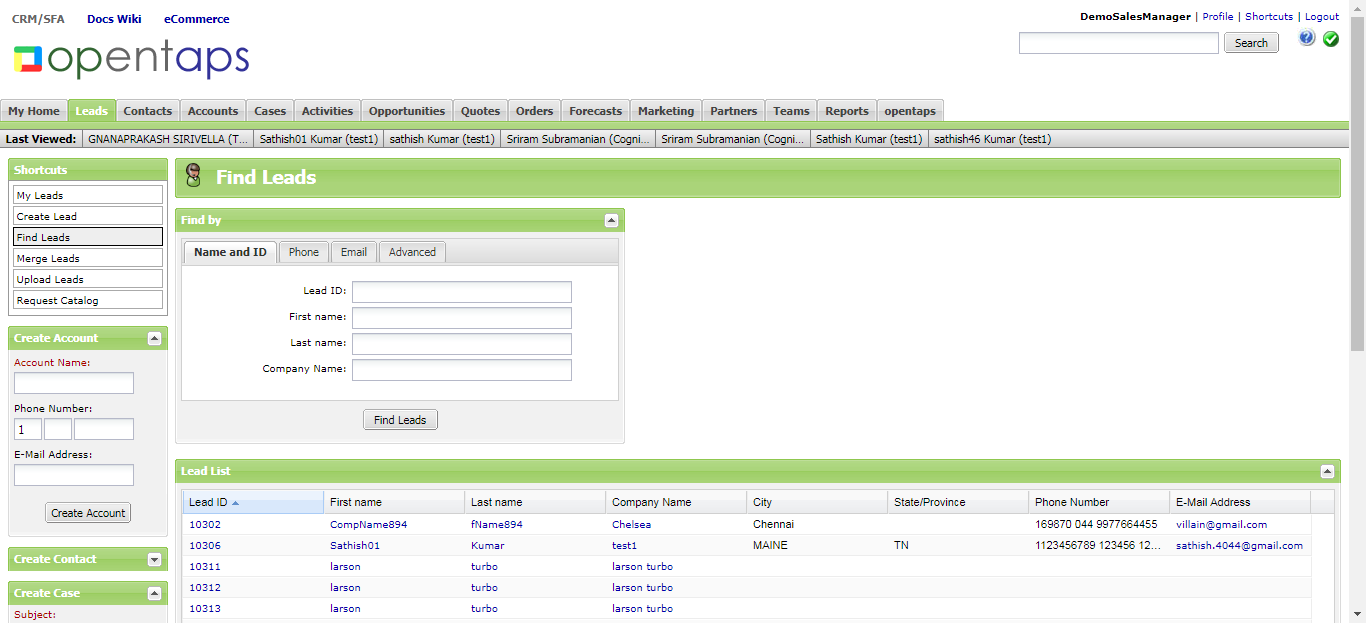 CRM/SFA Docs Wiki eCommerce
DemoSalesManager | Profile | Shortcuts | Logout
opentaps
Search
My Home Leads Contacts Accounts Cases Activities Opportunities Quotes Orders Forecasts Marketing Partners Teams Reports opentaps
Last Viewed: GNANAPRAKASH SIRIVELLA (T... Sathish01 Kumar (test1) sathish Kumar (test1) Sriram Subramanian (Cogni... Sriram Subramanian (Cogni... Sathish Kumar (test1) sathish46 Kumar (test1)
Shortcuts
My Leads
Create Lead
Find Leads
Merge Leads
Upload Leads
Request Catalog
Create Account
Account Name:
Phone Number:
1
E-Mail Address:
Create Account
Create Contact
Create Case
Subject:
Find Leads
Find by
Name and ID Phone Email Advanced
Lead ID:
First name:
Last name:
Company Name:
Find Leads
Lead List
Lead ID First name Last name Company Name City State/Province Phone Number E-Mail Address
10302 CompName894 fName894 Chelsea Chennai 169870 044 9977664455 villain@gmail.com
10306 Sathish01 Kumar test1 MAINE TN 1123456789 123456 12... sathish.4044@gmail.com
10311 larson turbo larson turbo
10312 larson turbo larson turbo
10313 larson turbo larson turbo